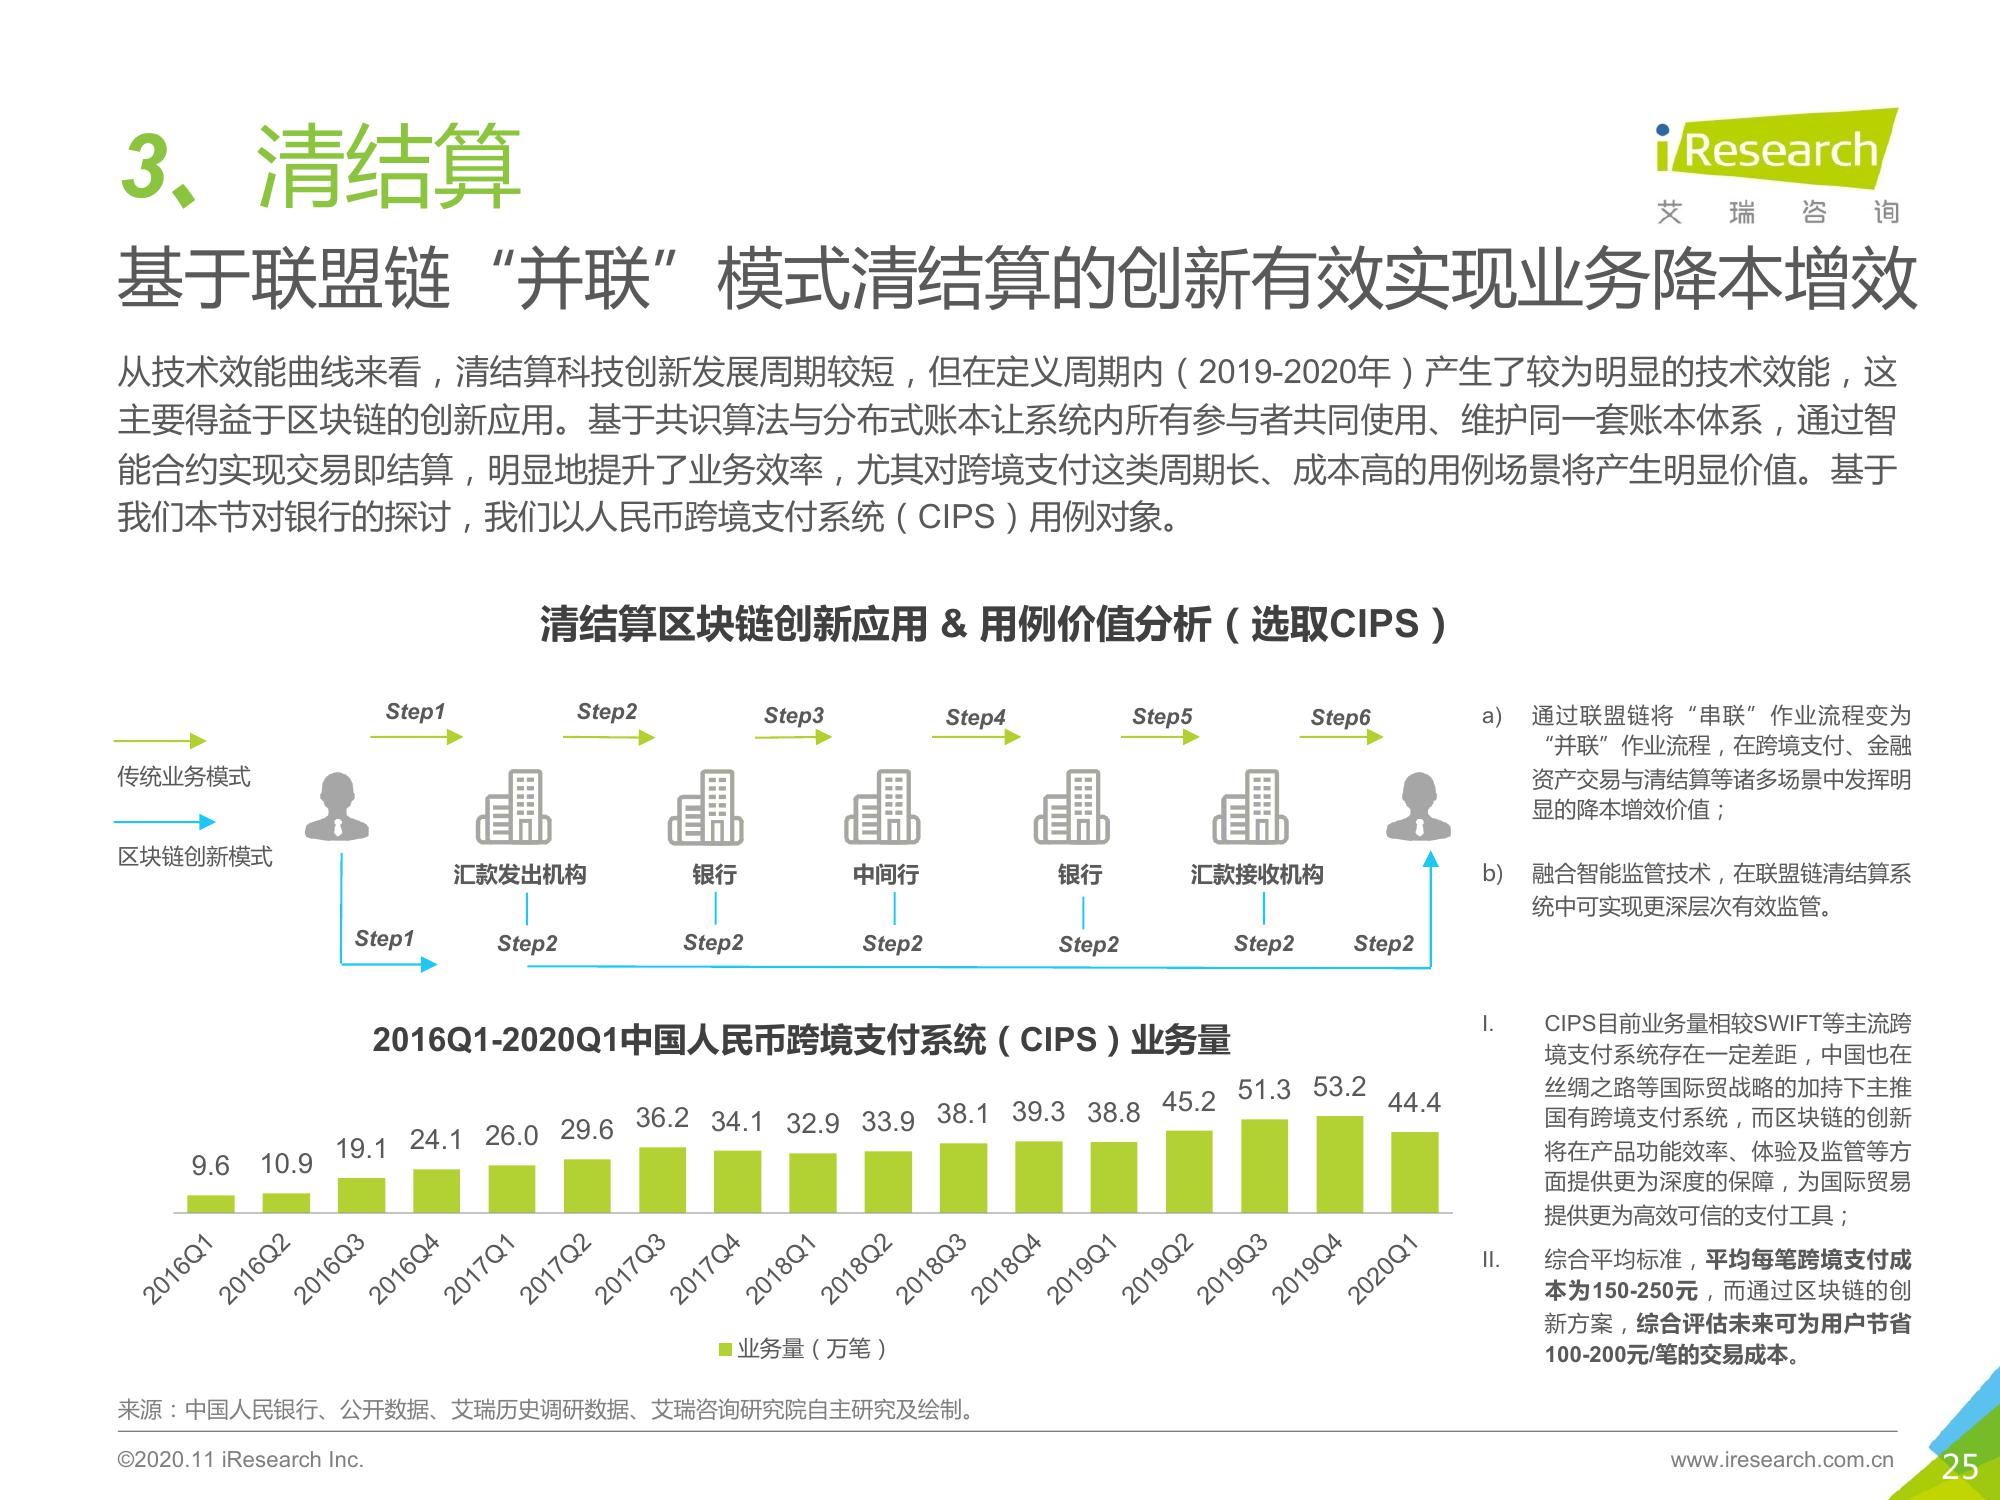 3、清结算
iResearch
艾 瑞 咨 询
基于联盟链“并联”模式清结算的创新有效实现业务降本增效
从技术效能曲线来看，清结算科技创新发展周期较短，但在定义周期内（2019-2020年）产生了较为明显的技术效能，这
主要得益于区块链的创新应用。基于共识算法与分布式账本让系统内所有参与者共同使用、维护同一套账本体系，通过智
能合约实现交易即结算，明显地提升了业务效率，尤其对跨境支付这类周期长、成本高的用例场景将产生明显价值。基于
我们本节对银行的探讨，我们以人民币跨境支付系统（CIPS）用例对象。
清结算区块链创新应用 & 用例价值分析（选取CIPS）
Step1 Step2 Step3 Step4 Step5 Step6
传统业务模式
区块链创新模式
汇款发出机构 银行 中间行 银行 汇款接收机构
Step1 Step2 Step2 Step2 Step2 Step2 Step2
a) 通过联盟链将“串联”作业流程变为
“并联”作业流程，在跨境支付、金融
资产交易与清结算等诸多场景中发挥明
显的降本增效价值；
b) 融合智能监管技术，在联盟链清结算系
统中可实现更深层次有效监管。
2016Q1-2020Q1中国人民币跨境支付系统（CIPS）业务量
9.6 10.9 19.1 24.1 26.0 29.6 36.2 34.1 32.9 33.9 38.1 39.3 38.8 45.2 51.3 53.2 44.4
2016Q1 2016Q2 2016Q3 2016Q4 2017Q1 2017Q2 2017Q3 2017Q4 2018Q1 2018Q2 2018Q3 2018Q4 2019Q1 2019Q2 2019Q3 2019Q4 2020Q1
业务量（万笔）
I. CIPS目前业务量相较SWIFT等主流跨
境支付系统存在一定差距，中国也在
丝绸之路等国际贸战略的加持下主推
国有跨境支付系统，而区块链的创新
将在产品功能效率、体验及监管等方
面提供更为深度的保障，为国际贸易
提供更为高效可信的支付工具；
II. 综合平均标准，平均每笔跨境支付成
本为150-250元，而通过区块链的创
新方案，综合评估未来可为用户节省
100-200元/笔的交易成本。
来源：中国人民银行、公开数据、艾瑞历史调研数据、艾瑞咨询研究院自主研究及绘制。
©2020.11 iResearch Inc.
www.iresearch.com.cn
25